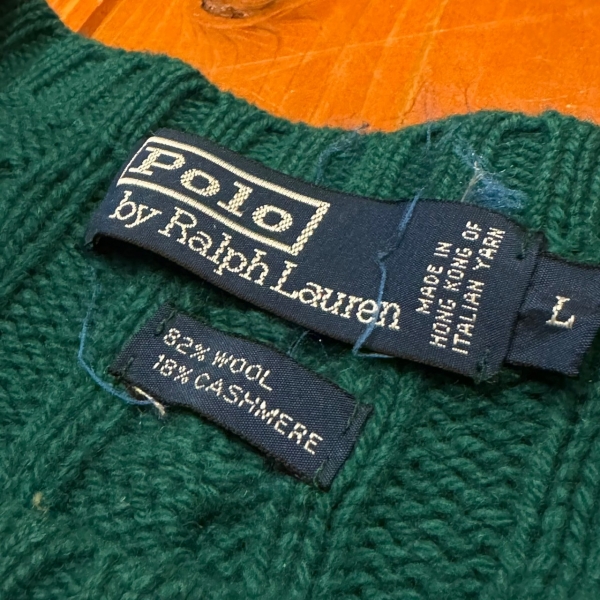 Polo
by Ralph Lauren
MADE IN
HONG KONG OF
ITALIAN YARN
L
82% WOOL
18% CASHMERE